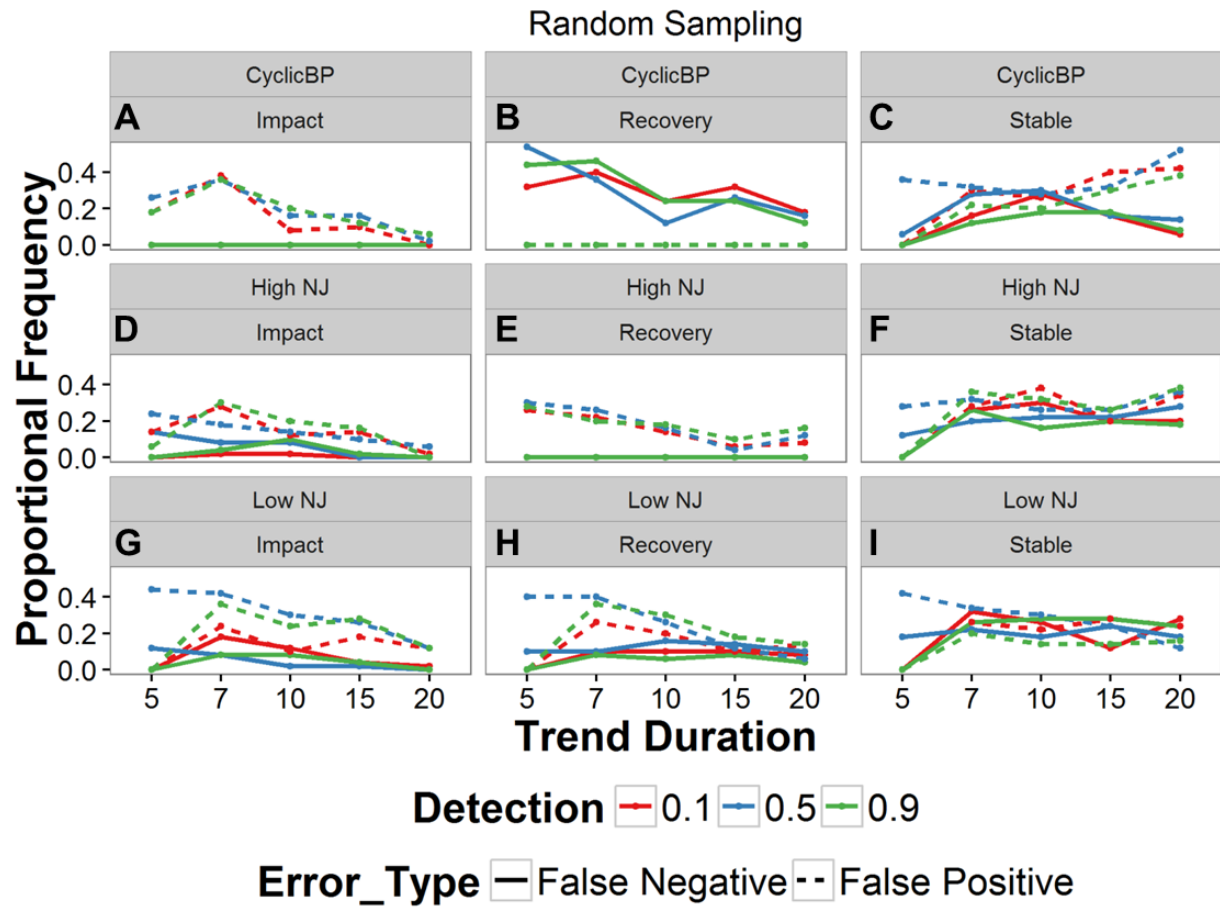 Random Sampling
CyclicBP CyclicBP CyclicBP
A Impact B Recovery C Stable
0.4
0.2
0.0
High NJ High NJ High NJ
D Impact E Recovery F Stable
0.4
0.2
0.0
Low NJ Low NJ Low NJ
G Impact H Recovery I Stable
0.4
0.2
0.0
5 7 10 15 20 5 7 10 15 20 5 7 10 15 20
Proportional Frequency
Trend Duration
Detection 0.1 0.5 0.9
Error_Type False Negative False Positive